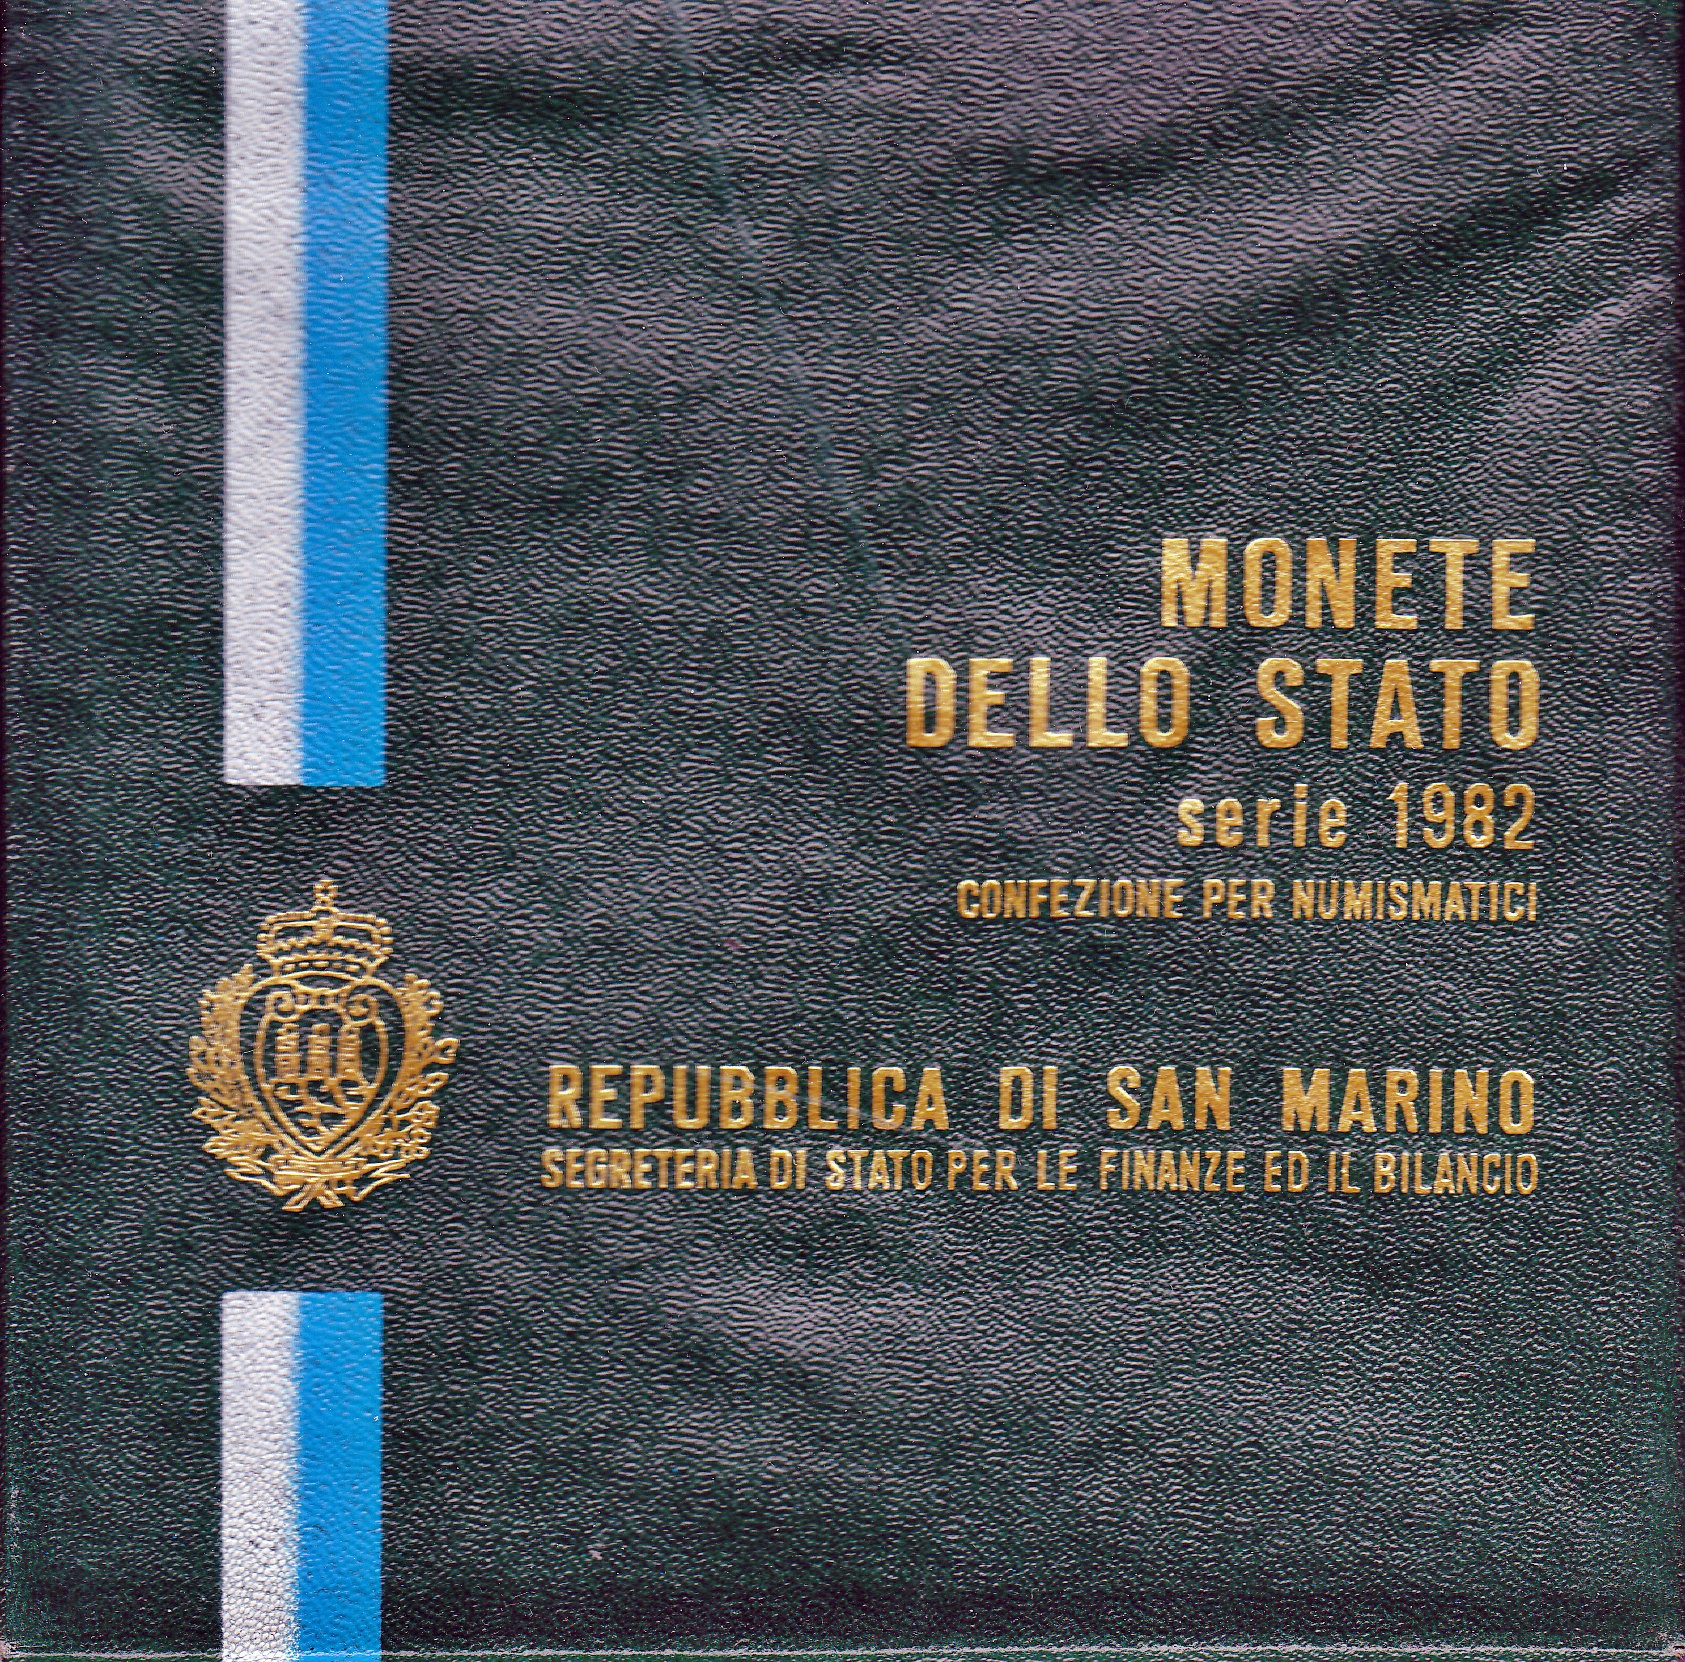 MONETE
DELLO STATO
serie 1982
CONFEZIONE PER NUMISMATICI
REPUBBLICA DI SAN MARINO
SEGRETERIA DI STATO PER LE FINANZE ED IL BILANCIO